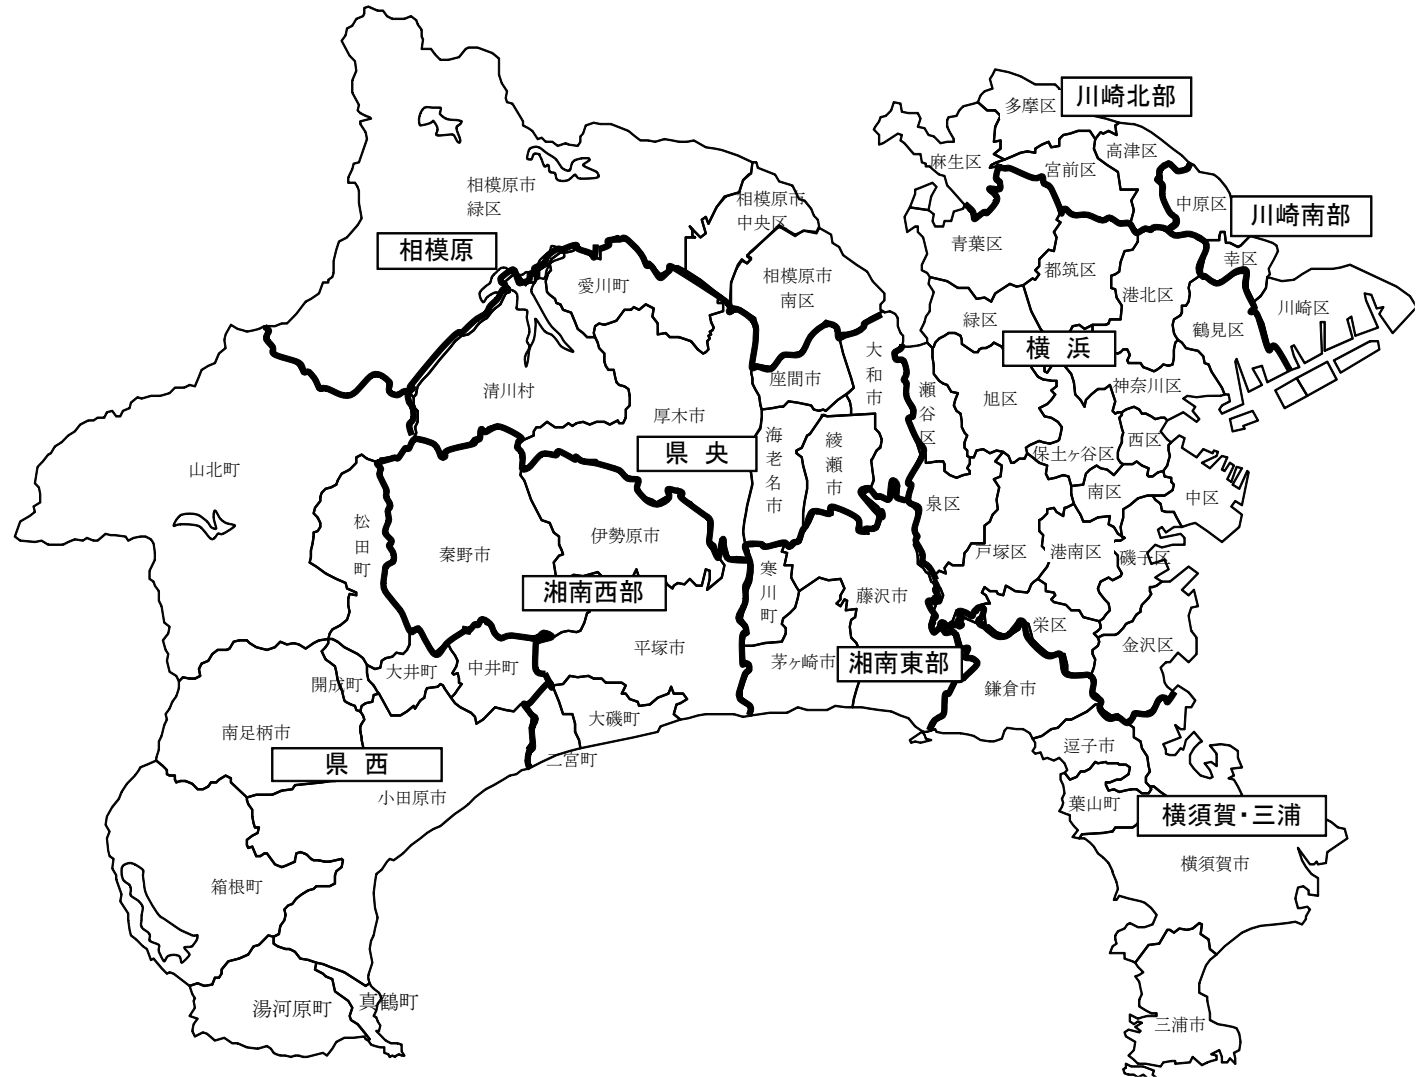 多摩区
川崎北部
麻生区
宮前区
高津区
中原区
川崎南部
相模原市
緑区
相模原市
中央区
相模原
青葉区
都筑区
幸区
愛川町
相模原市
南区
港北区
川崎区
緑区
鶴見区
横 浜
大和市
座間市
瀬谷区
旭区
神奈川区
清川村
厚木市
県 央
海老名市
綾瀬市
保土ヶ谷区
西区
山北町
南区
中区
泉区
松田町
秦野市
伊勢原市
戸塚区
港南区
磯子区
湘南西部
寒川町
藤沢市
栄区
金沢区
平塚市
茅ヶ崎市
湘南東部
開成町
大井町
中井町
鎌倉市
南足柄市
大磯町
県 西
二宮町
逗子市
小田原市
葉山町
横須賀・三浦
箱根町
横須賀市
湯河原町
真鶴町
三浦市